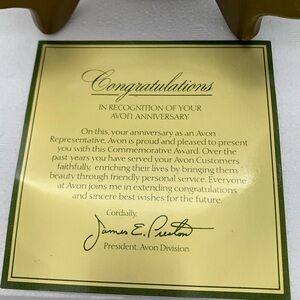 Congratulations
IN RECOGNITION OF YOUR
AVON ANNIVERSARY
On this, your anniversary as an Avon
Representative, Avon is proud and pleased to present
you with this Commemorative Award. Over the
past years you have served your Avon Customers
faithfully, enriching their lives by bringing them
beauty through friendly personal service. Everyone
at Avon joins me in extending congratulations
and sincere best wishes for the future.
Cordially,
James E. Preston
President, Avon Division